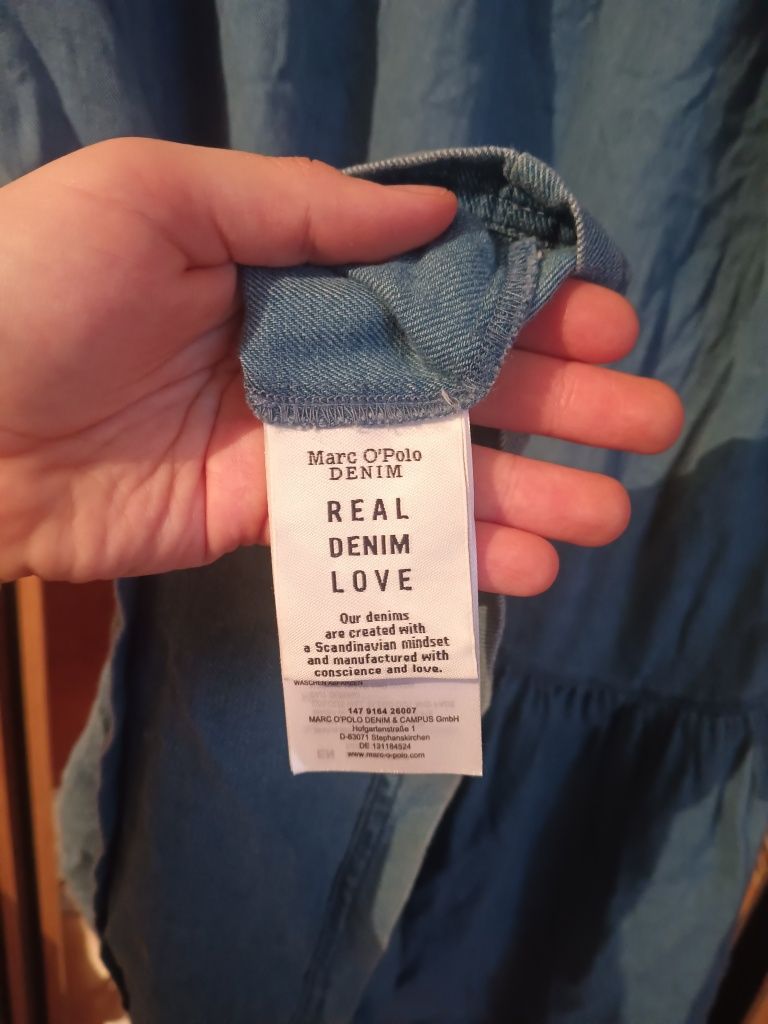 Marc O'Polo
DENIM
REAL
DENIM
LOVE
Our denims
are created with
a Scandinavian mindset
and manufactured with
conscience and love.
147 9164 26007
MARC O'POLO DENIM & CAMPUS GmbH
Hofgartenstraße 1
D-83071 Stephanskirchen
DE 131184524
www.marc-o-polo.com